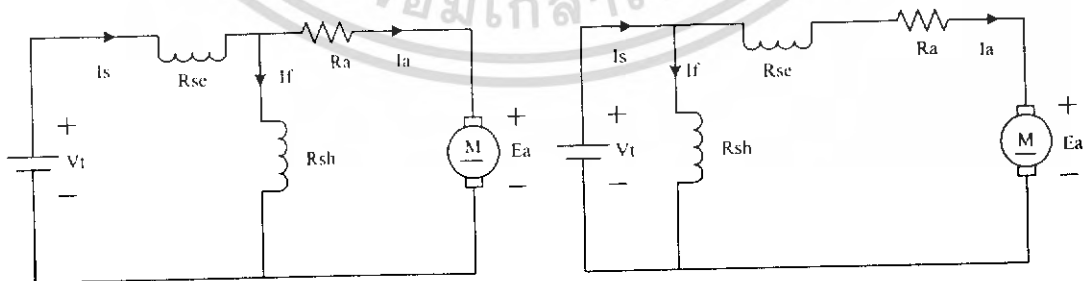 Is
Rse
If
Ra
Ia
+
Vt
−
Rsh
M
+
Ea
−
Is
If
Rse
Ra
Ia
+
Vt
−
Rsh
M
+
Ea
−